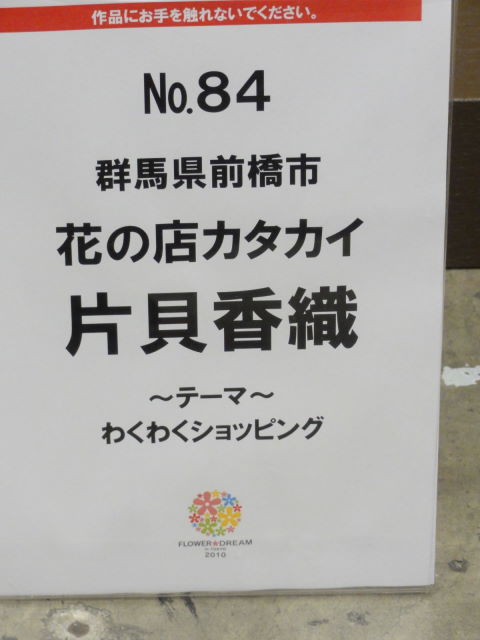 作品にお手を触れないでください。
No.84
群馬県前橋市
花の店カタカイ
片貝香織
～テーマ～
わくわくショッピング
FLOWER★DREAM
in TOKYO
2010